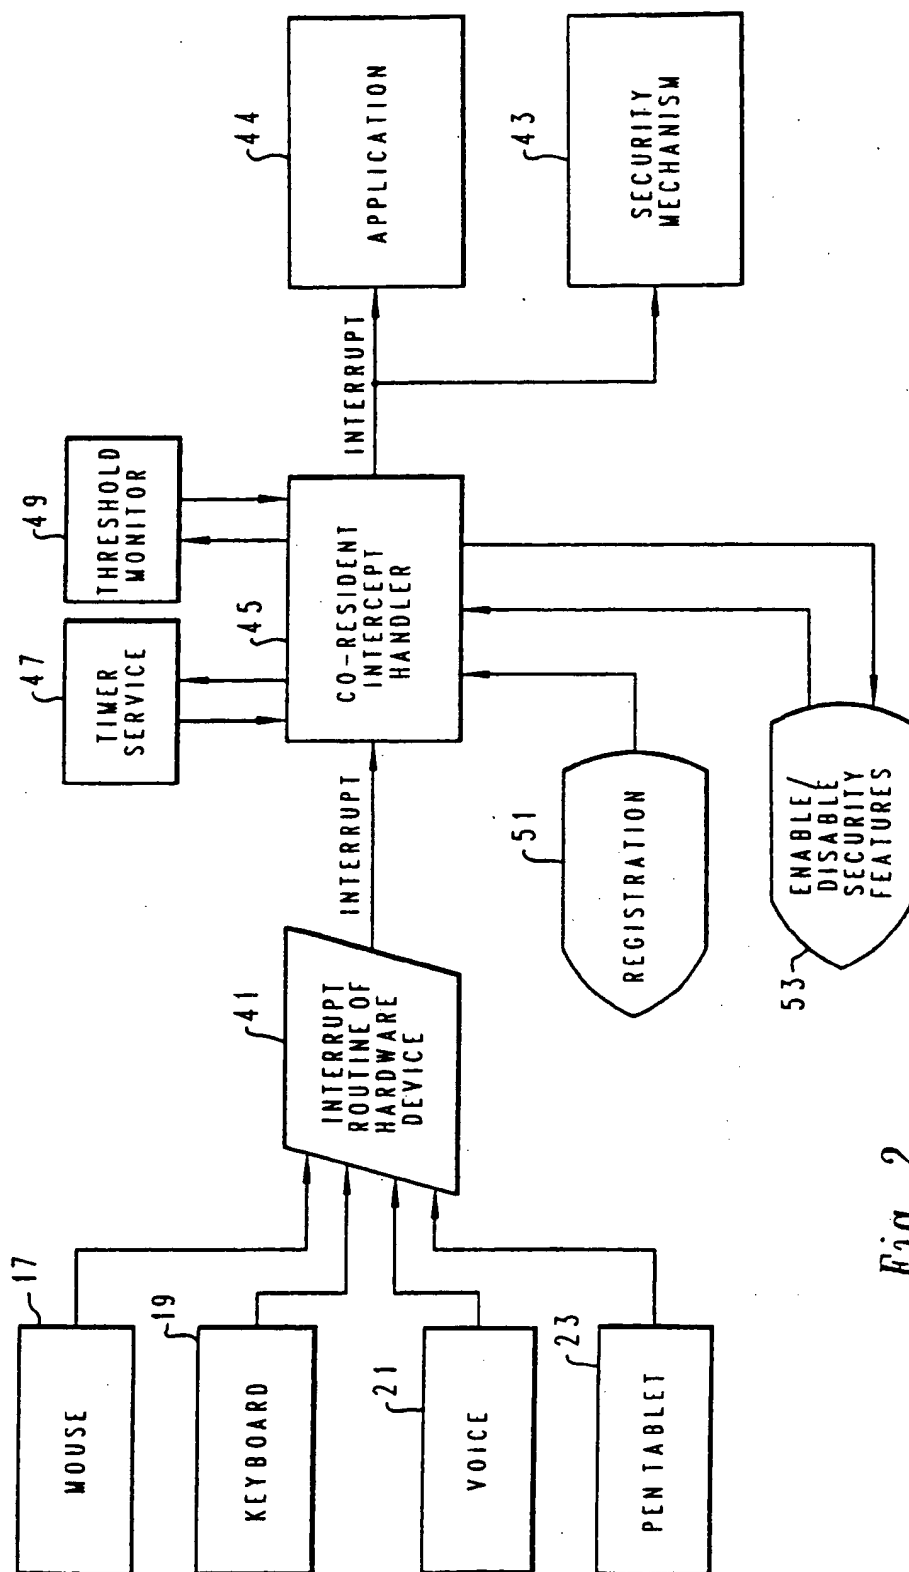 17
MOUSE
19
KEYBOARD
21
VOICE
23
PEN TABLET
41
INTERRUPT
ROUTINE OF
HARDWARE
DEVICE
INTERRUPT
47
TIMER
SERVICE
49
THRESHOLD
MONITOR
45
CO-RESIDENT
INTERCEPT
HANDLER
51
REGISTRATION
53
ENABLE/
DISABLE
SECURITY
FEATURES
INTERRUPT
44
APPLICATION
43
SECURITY
MECHANISM
Fig. 2